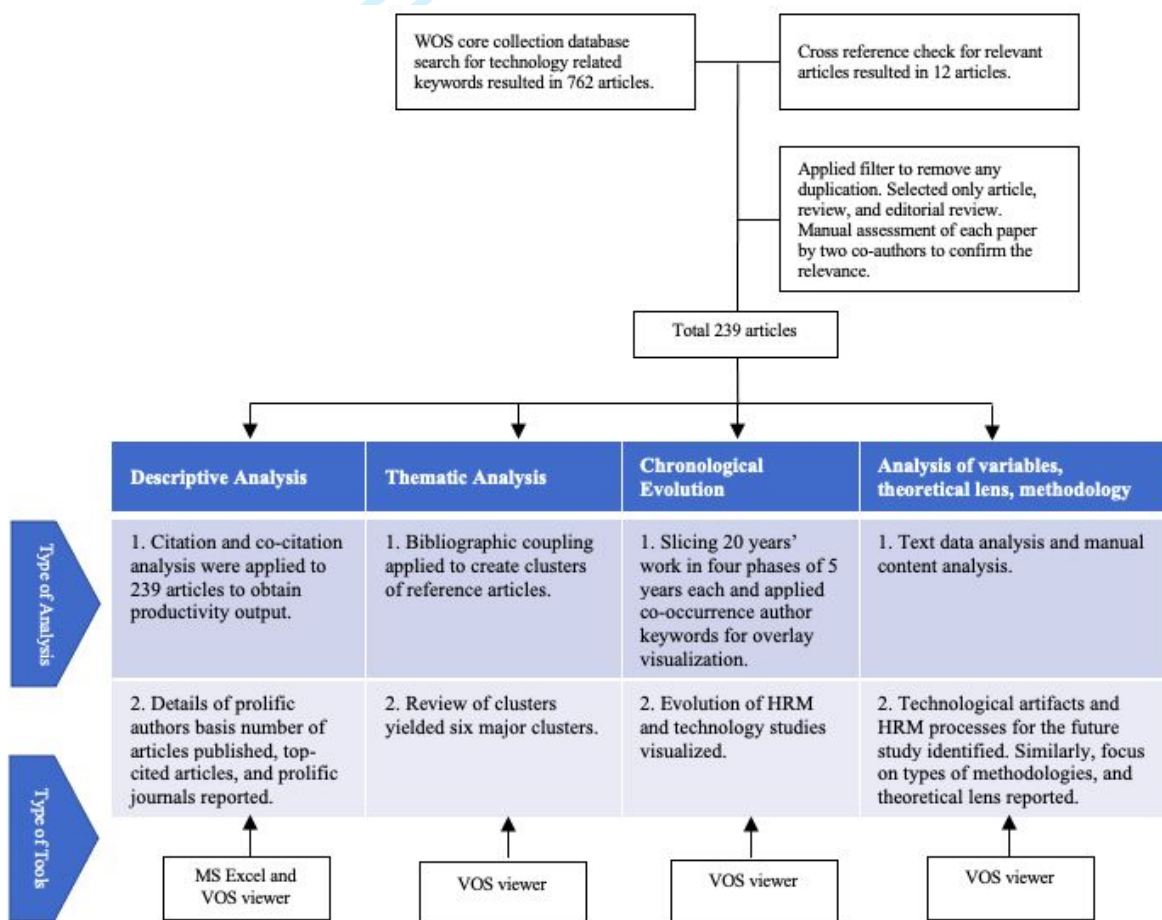 WOS core collection database
search for technology related
keywords resulted in 762 articles.
Cross reference check for relevant
articles resulted in 12 articles.
Applied filter to remove any
duplication. Selected only article,
review, and editorial review.
Manual assessment of each paper
by two co-authors to confirm the
relevance.
Total 239 articles
Descriptive Analysis
Thematic Analysis
Chronological
Evolution
Analysis of variables,
theoretical lens, methodology
Type of
Analysis
1. Citation and co-citation
analysis were applied to
239 articles to obtain
productivity output.
1. Bibliographic coupling
applied to create clusters
of reference articles.
1. Slicing 20 years’
work in four phases of 5
years each and applied
co-occurrence author
keywords for overlay
visualization.
1. Text data analysis and manual
content analysis.
2. Details of prolific
authors basis number of
articles published, top-
cited articles, and prolific
journals reported.
2. Review of clusters
yielded six major clusters.
2. Evolution of HRM
and technology studies
visualized.
2. Technological artifacts and
HRM processes for the future
study identified. Similarly, focus
on types of methodologies, and
theoretical lens reported.
Type of Tools
MS Excel and
VOS viewer
VOS viewer
VOS viewer
VOS viewer